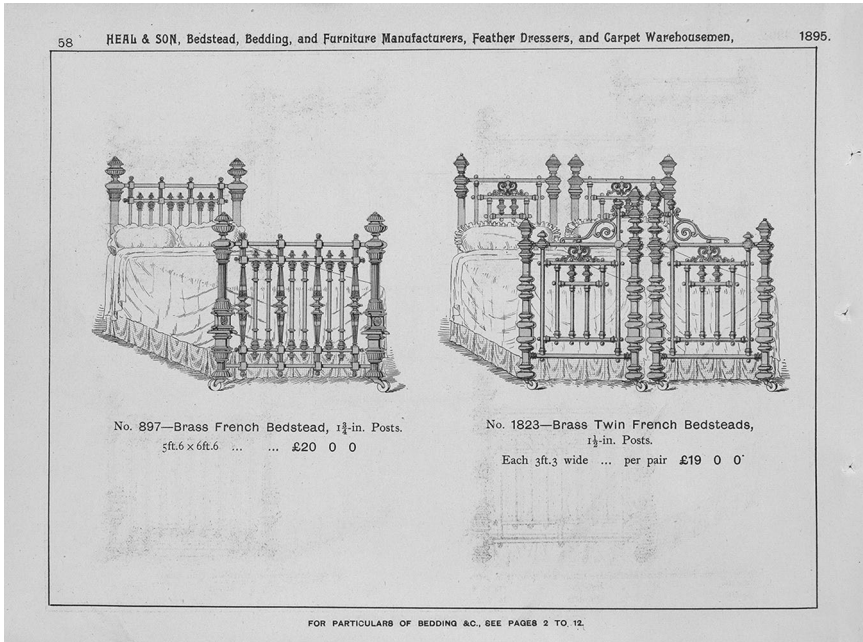 58 HEAL & SON, Bedstead, Bedding, and Furniture Manufacturers, Feather Dressers, and Carpet Warehousemen, 1895.
No. 897—Brass French Bedstead, 1¾-in. Posts.
5ft.6 x 6ft.6 ... ... £20 0 0
No. 1823—Brass Twin French Bedsteads,
1½-in. Posts.
Each 3ft.3 wide ... per pair £19 0 0
FOR PARTICULARS OF BEDDING &C., SEE PAGES 2 TO 12.